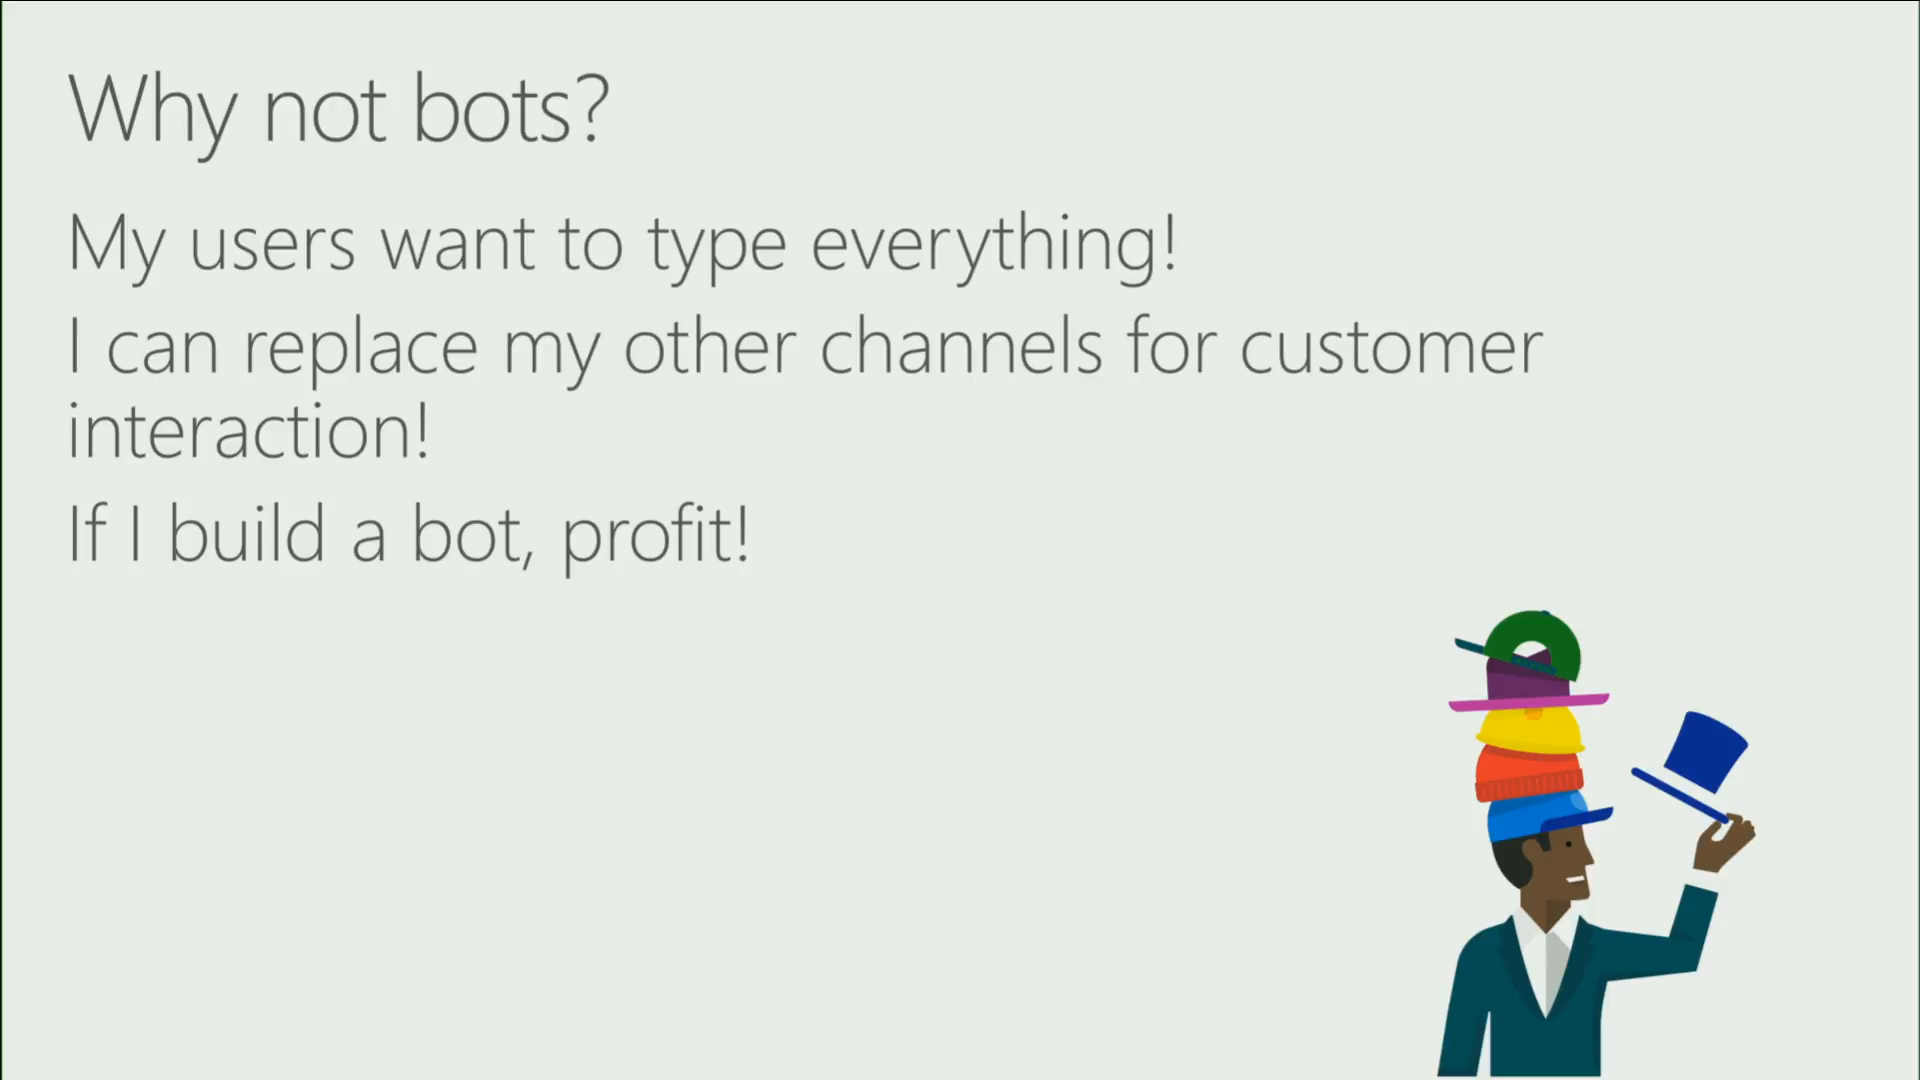 Why not bots?
My users want to type everything!
I can replace my other channels for customer
interaction!
If I build a bot, profit!